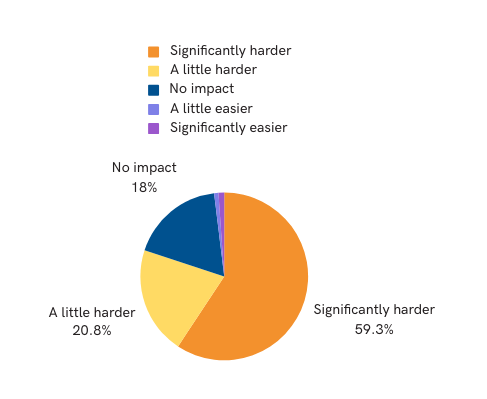 Significantly harder
A little harder
No impact
A little easier
Significantly easier
No impact
18%
A little harder
20.8%
Significantly harder
59.3%